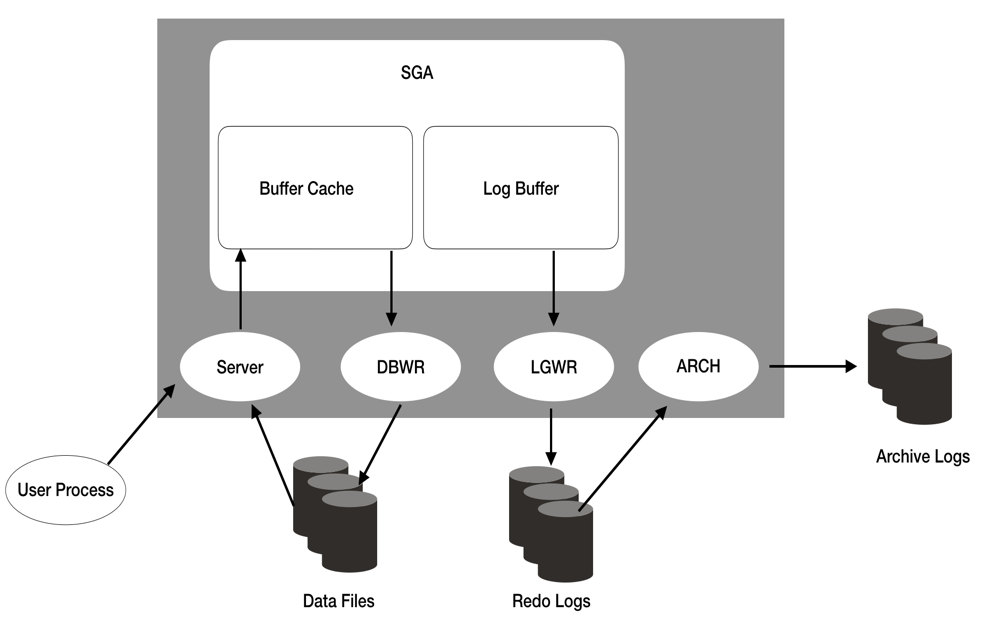 SGA
Buffer Cache
Log Buffer
Server
DBWR
LGWR
ARCH
User Process
Archive Logs
Data Files
Redo Logs